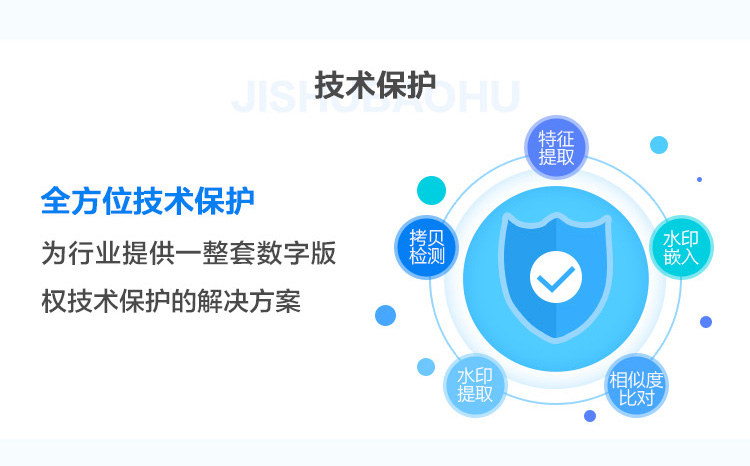 技术保护
JISHUBAOHU
特征
提取
全方位技术保护
为行业提供一整套数字版
权技术保护的解决方案
拷贝
检测
水印
嵌入
水印
提取
相似度
比对